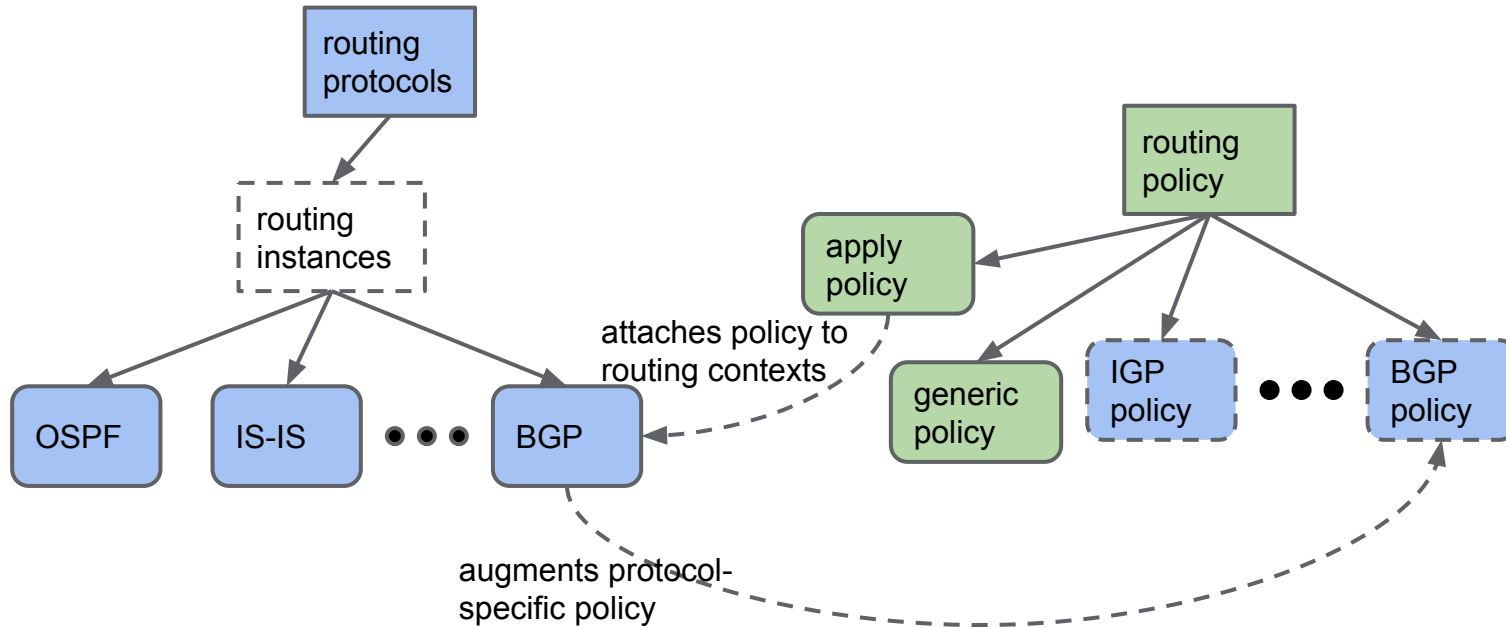 routing
protocols
routing
policy
routing
instances
apply
policy
attaches policy to
routing contexts
OSPF
IS-IS
BGP
generic
policy
IGP
policy
BGP
policy
augments protocol-
specific policy